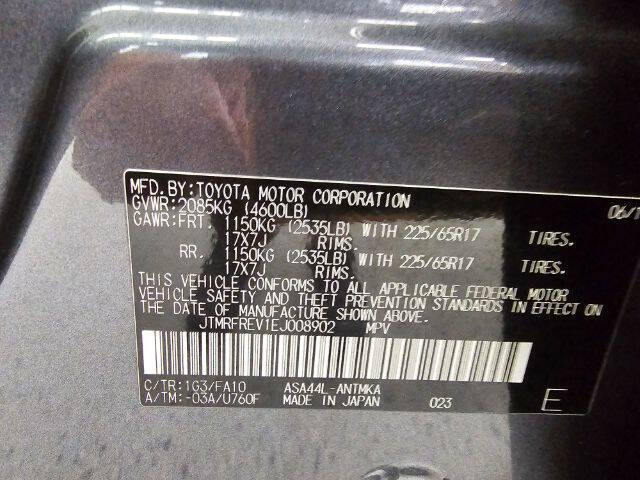 MFD.BY:TOYOTA MOTOR CORPORATION 06/1
GVWR:2085KG (4600LB)
GAWR:FRT. 1150KG (2535LB) WITH 225/65R17 TIRES.
17X7J RIMS.
RR. 1150KG (2535LB) WITH 225/65R17 TIRES.
17X7J RIMS.
THIS VEHICLE CONFORMS TO ALL APPLICABLE FEDERAL MOTOR
VEHICLE SAFETY AND THEFT PREVENTION STANDARDS IN EFFECT ON
THE DATE OF MANUFACTURE SHOWN ABOVE.
JTMRFREV1EJ008902 MPV
C/TR:1G3/FA10 ASA44L-ANTMKA
A/TM:-03A/U760F MADE IN JAPAN 023 E